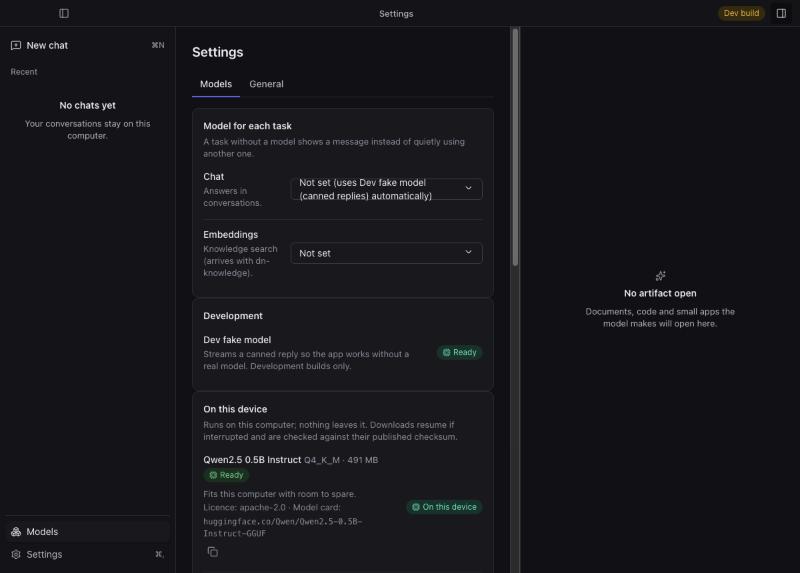 Settings
Dev build
New chat
⌘N
Recent
No chats yet
Your conversations stay on this
computer.
Models
Settings
⌘,
Settings
Models
General
Model for each task
A task without a model shows a message instead of quietly using
another one.
Chat
Answers in
conversations.
Not set (uses Dev fake model
(canned replies) automatically)
Embeddings
Knowledge search
(arrives with dn-
knowledge).
Not set
Development
Dev fake model
Streams a canned reply so the app works without a
real model. Development builds only.
Ready
On this device
Runs on this computer; nothing leaves it. Downloads resume if
interrupted and are checked against their published checksum.
Qwen2.5 0.5B Instruct Q4_K_M · 491 MB
Ready
Fits this computer with room to spare.
Licence: apache-2.0 · Model card:
huggingface.co/Qwen/Qwen2.5-0.5B-
Instruct-GGUF
On this device
No artifact open
Documents, code and small apps the
model makes will open here.